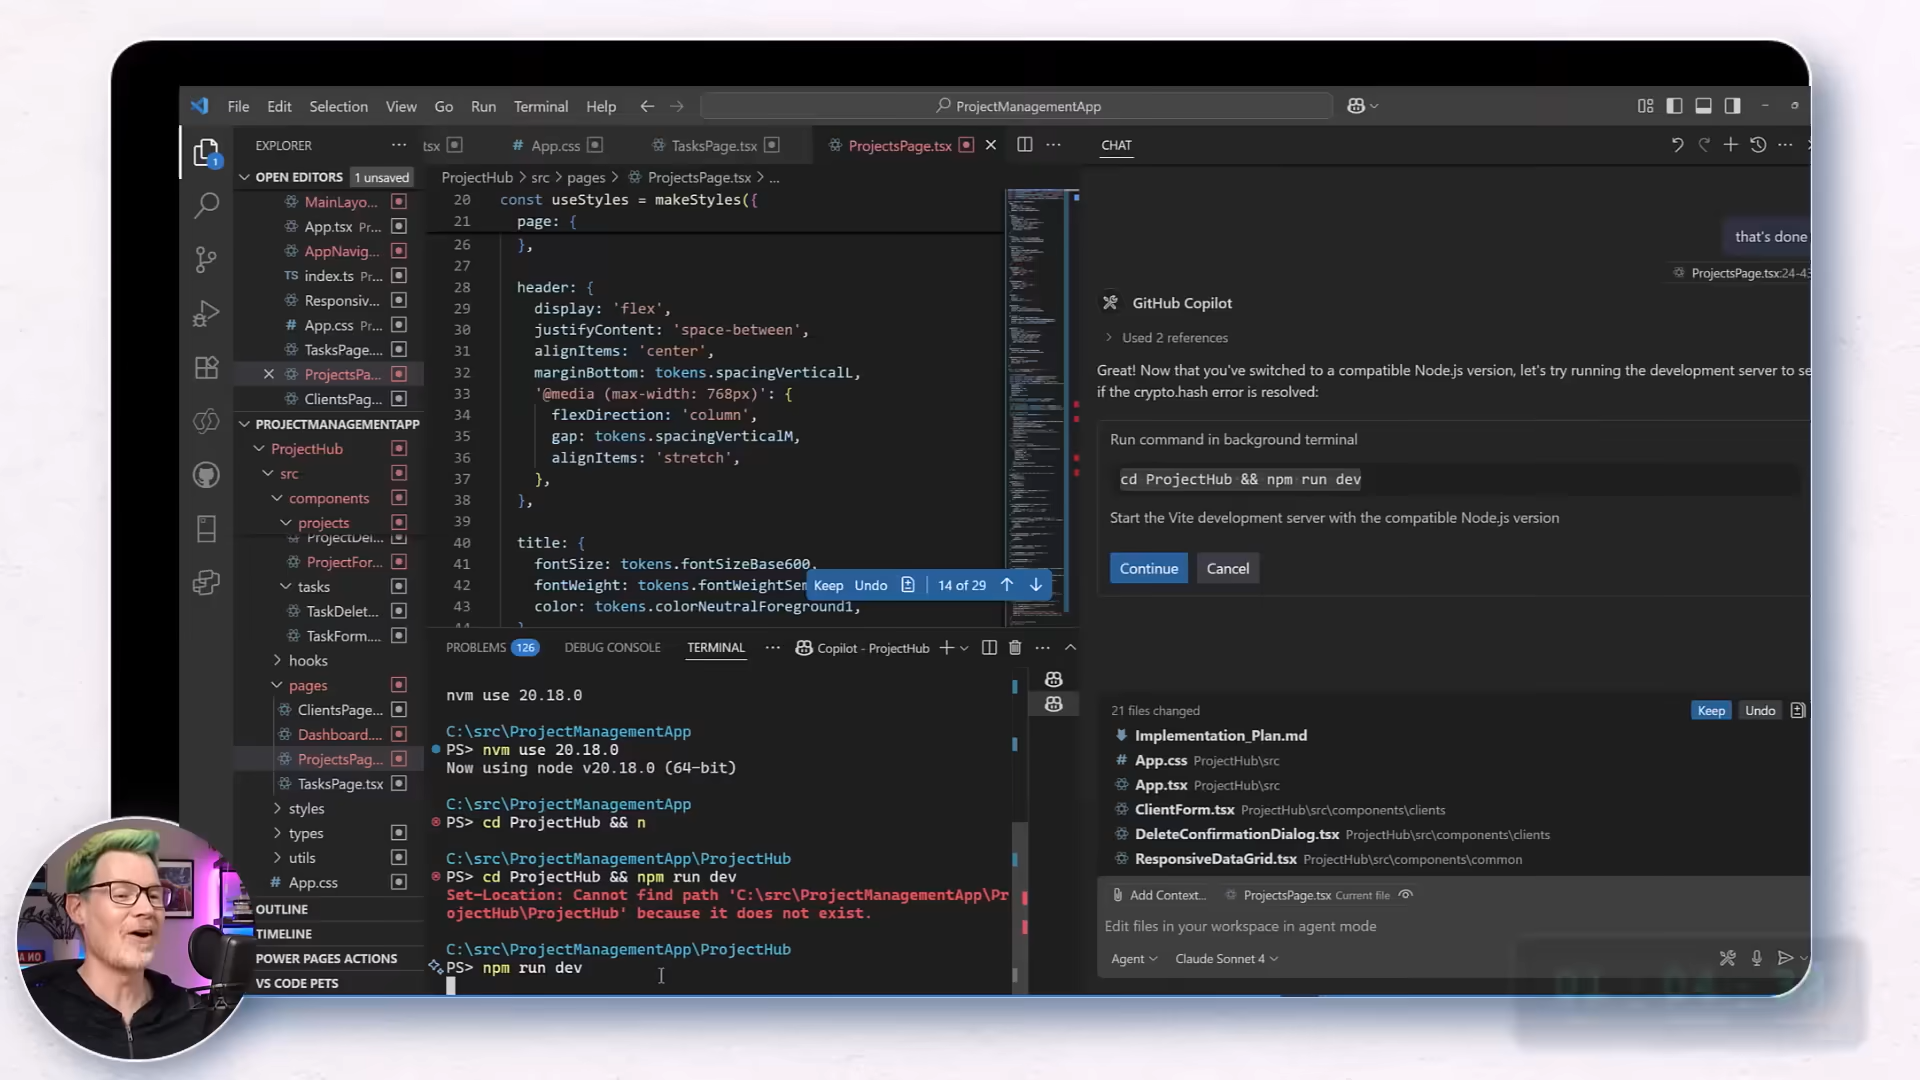 File Edit Selection View Go Run Terminal Help
ProjectManagementApp
EXPLORER
OPEN EDITORS 1 unsaved
MainLayo...
App.tsx Pr...
AppNavig...
TS index.ts Pr...
Responsiv...
# App.css Pr...
TasksPage....
ProjectsPa...
ClientsPag...
PROJECTMANAGEMENTAPP
ProjectHub
src
components
projects
ProjectDel...
ProjectFor...
tasks
TaskDelet...
TaskForm....
hooks
pages
ClientsPage...
Dashboard....
ProjectsPag...
TasksPage.tsx
styles
types
utils
# App.css
OUTLINE
TIMELINE
POWER PAGES ACTIONS
VS CODE PETS
1
tsx # App.css TasksPage.tsx ProjectsPage.tsx
ProjectHub > src > pages > ProjectsPage.tsx > ...
20 const useStyles = makeStyles({
21 page: {
26 },
27
28 header: {
29 display: 'flex',
30 justifyContent: 'space-between',
31 alignItems: 'center',
32 marginBottom: tokens.spacingVerticalL,
33 '@media (max-width: 768px)': {
34 flexDirection: 'column',
35 gap: tokens.spacingVerticalM,
36 alignItems: 'stretch',
37 },
38 },
39
40 title: {
41 fontSize: tokens.fontSizeBase600,
42 fontWeight: tokens.fontWeightSem
43 color: tokens.colorNeutralForeground1,
44 }
Keep Undo 14 of 29
PROBLEMS 126 DEBUG CONSOLE TERMINAL Copilot - ProjectHub
nvm use 20.18.0
C:\src\ProjectManagementApp
PS> nvm use 20.18.0
Now using node v20.18.0 (64-bit)
C:\src\ProjectManagementApp
PS> cd ProjectHub && n
C:\src\ProjectManagementApp\ProjectHub
PS> cd ProjectHub && npm run dev
Set-Location: Cannot find path 'C:\src\ProjectManagementApp\Pr
ojectHub\ProjectHub' because it does not exist.
C:\src\ProjectManagementApp\ProjectHub
PS> npm run dev
CHAT
that's done
ProjectsPage.tsx:24-43
GitHub Copilot
Used 2 references
Great! Now that you've switched to a compatible Node.js version, let's try running the development server to se
if the crypto.hash error is resolved:
Run command in background terminal
cd ProjectHub && npm run dev
Start the Vite development server with the compatible Node.js version
Continue Cancel
21 files changed Keep Undo
Implementation_Plan.md
# App.css ProjectHub\src
App.tsx ProjectHub\src
ClientForm.tsx ProjectHub\src\components\clients
DeleteConfirmationDialog.tsx ProjectHub\src\components\clients
ResponsiveDataGrid.tsx ProjectHub\src\components\common
Add Context... ProjectsPage.tsx Current file
Edit files in your workspace in agent mode
Agent Claude Sonnet 4